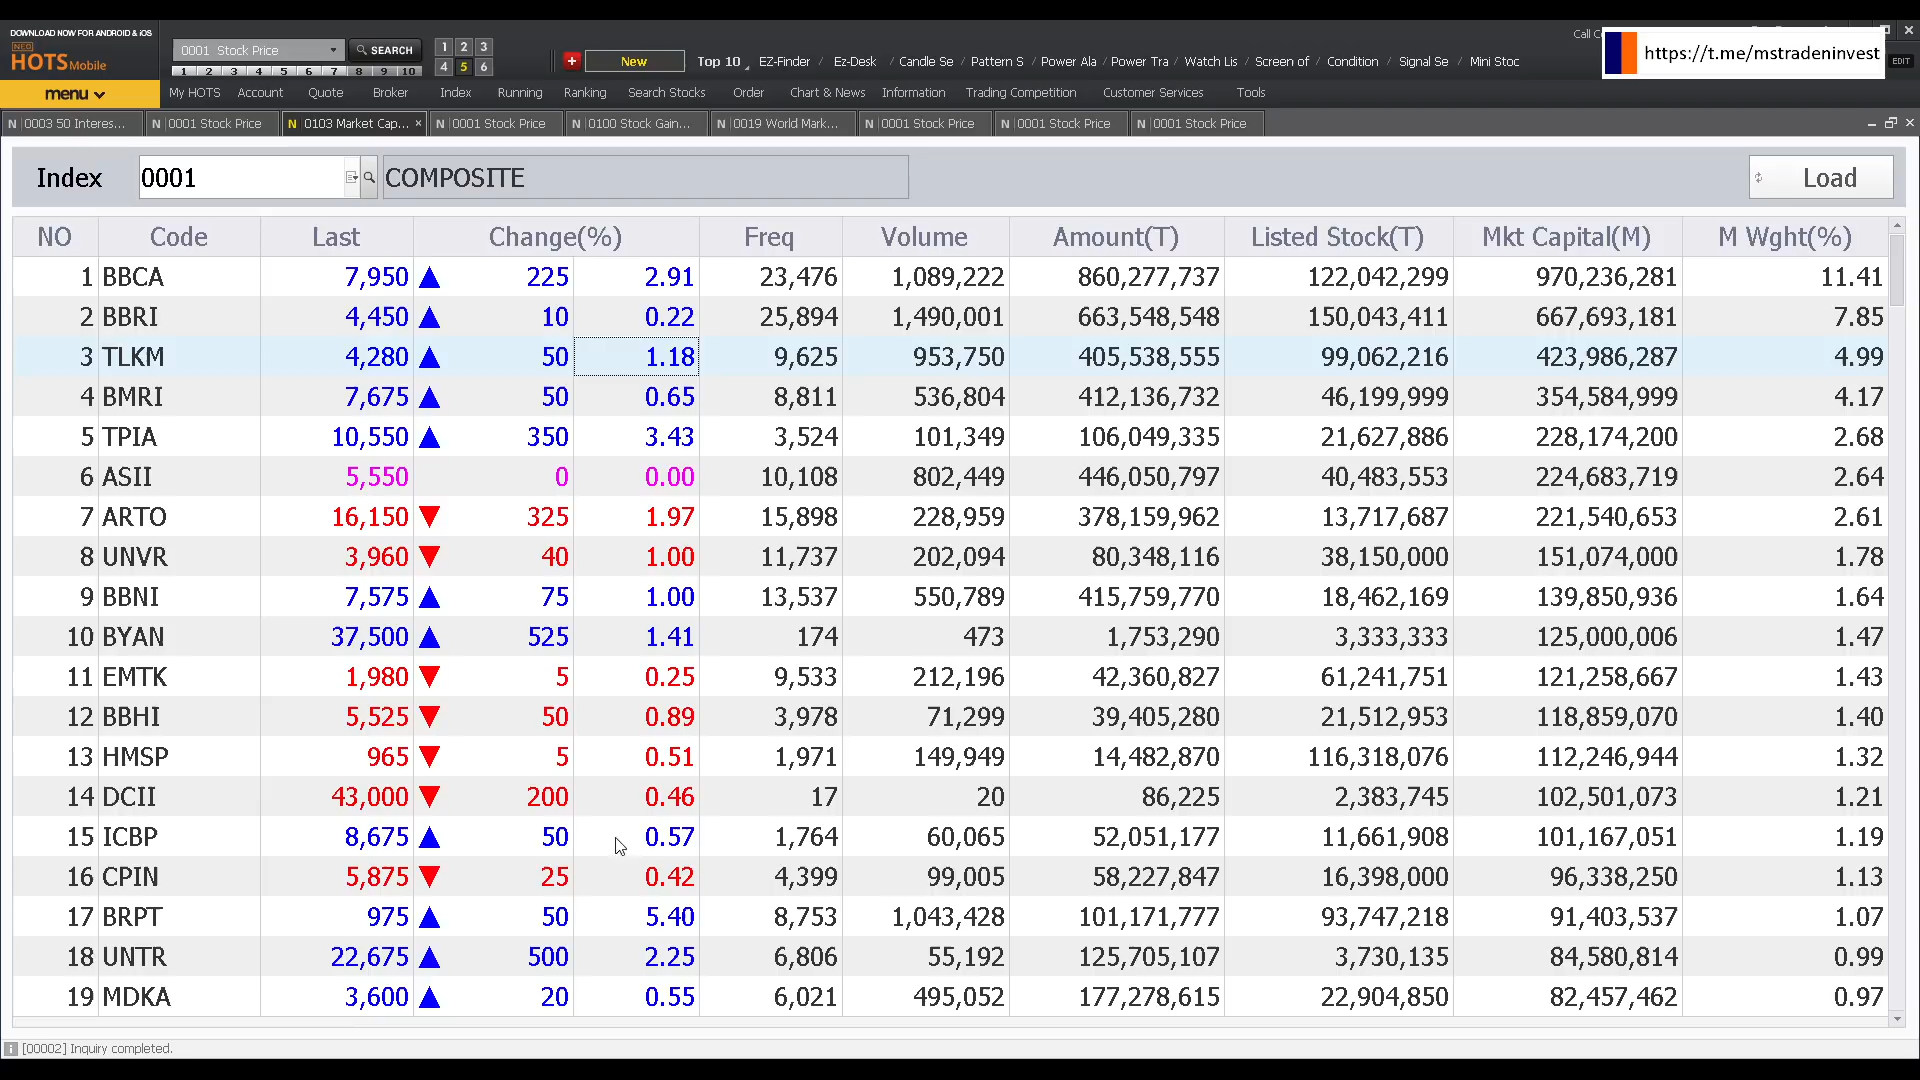 DOWNLOAD NOW FOR ANDROID & iOS
NEO
HOTS Mobile
0001 Stock Price
SEARCH
1 2 3
4 5 6
1 2 3 4 5 6 7 8 9 10
New
Top 10
EZ-Finder / Ez-Desk / Candle Se / Pattern S / Power Ala / Power Tra / Watch Lis / Screen of / Condition / Signal Se / Mini Stoc
https://t.me/mstradeninvest
EDIT
menu
My HOTS Account Quote Broker Index Running Ranking Search Stocks Order Chart & News Information Trading Competition Customer Services Tools
N 0003 50 Interes... N 0001 Stock Price N 0103 Market Cap... × N 0001 Stock Price N 0100 Stock Gain... N 0019 World Mark... N 0001 Stock Price N 0001 Stock Price N 0001 Stock Price
Index 0001 COMPOSITE Load
NO Code Last Change(%) Freq Volume Amount(T) Listed Stock(T) Mkt Capital(M) M Wght(%)
1 BBCA 7,950 ▲ 225 2.91 23,476 1,089,222 860,277,737 122,042,299 970,236,281 11.41
2 BBRI 4,450 ▲ 10 0.22 25,894 1,490,001 663,548,548 150,043,411 667,693,181 7.85
3 TLKM 4,280 ▲ 50 1.18 9,625 953,750 405,538,555 99,062,216 423,986,287 4.99
4 BMRI 7,675 ▲ 50 0.65 8,811 536,804 412,136,732 46,199,999 354,584,999 4.17
5 TPIA 10,550 ▲ 350 3.43 3,524 101,349 106,049,335 21,627,886 228,174,200 2.68
6 ASII 5,550 0 0.00 10,108 802,449 446,050,797 40,483,553 224,683,719 2.64
7 ARTO 16,150 ▼ 325 1.97 15,898 228,959 378,159,962 13,717,687 221,540,653 2.61
8 UNVR 3,960 ▼ 40 1.00 11,737 202,094 80,348,116 38,150,000 151,074,000 1.78
9 BBNI 7,575 ▲ 75 1.00 13,537 550,789 415,759,770 18,462,169 139,850,936 1.64
10 BYAN 37,500 ▲ 525 1.41 174 473 1,753,290 3,333,333 125,000,006 1.47
11 EMTK 1,980 ▼ 5 0.25 9,533 212,196 42,360,827 61,241,751 121,258,667 1.43
12 BBHI 5,525 ▼ 50 0.89 3,978 71,299 39,405,280 21,512,953 118,859,070 1.40
13 HMSP 965 ▼ 5 0.51 1,971 149,949 14,482,870 116,318,076 112,246,944 1.32
14 DCII 43,000 ▼ 200 0.46 17 20 86,225 2,383,745 102,501,073 1.21
15 ICBP 8,675 ▲ 50 0.57 1,764 60,065 52,051,177 11,661,908 101,167,051 1.19
16 CPIN 5,875 ▼ 25 0.42 4,399 99,005 58,227,847 16,398,000 96,338,250 1.13
17 BRPT 975 ▲ 50 5.40 8,753 1,043,428 101,171,777 93,747,218 91,403,537 1.07
18 UNTR 22,675 ▲ 500 2.25 6,806 55,192 125,705,107 3,730,135 84,580,814 0.99
19 MDKA 3,600 ▲ 20 0.55 6,021 495,052 177,278,615 22,904,850 82,457,462 0.97
[00002] Inquiry completed.